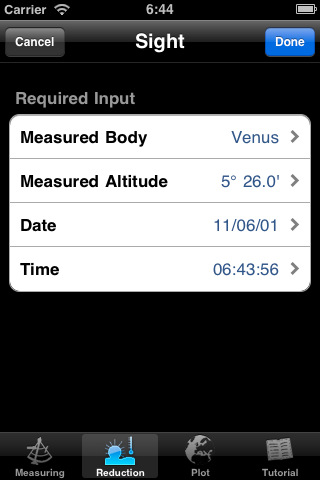 Carrier 6:44
Cancel Sight Done
Required Input
Measured Body Venus
Measured Altitude 5° 26.0'
Date 11/06/01
Time 06:43:56
Measuring Reduction Plot Tutorial